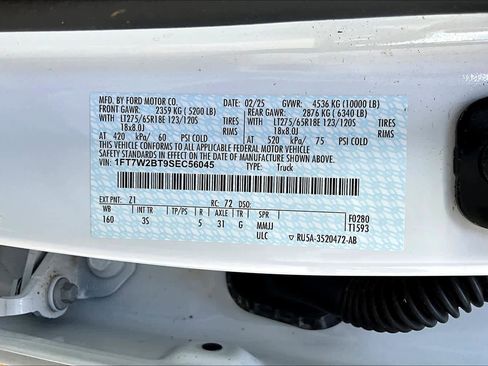 MFD. BY FORD MOTOR CO. 02/25 GVWR: 4536 KG (10000 LB)
FRONT GAWR: 2359 KG (5200 LB) REAR GAWR: 2876 KG (6340 LB)
WITH LT275/65R18E 123/120S TIRES WITH LT275/65R18E 123/120S TIRES
18x8.0J RIMS 18x8.0J RIMS
AT 420 kPa/ 60 PSI COLD AT 520 kPa/ 75 PSI COLD
THIS VEHICLE CONFORMS TO ALL APPLICABLE FEDERAL MOTOR VEHICLE
SAFETY STANDARDS IN EFFECT ON THE DATE OF MANUFACTURE SHOWN ABOVE.
VIN: 1FT7W2BT9SEC56045 TYPE: Truck
EXT PNT: Z1 RC: 72
WB INT TR TP/PS R AXLE TR SPR F0280
160 3S 5 31 G MMJJ T1593
ULC RU5A-3520472-AB